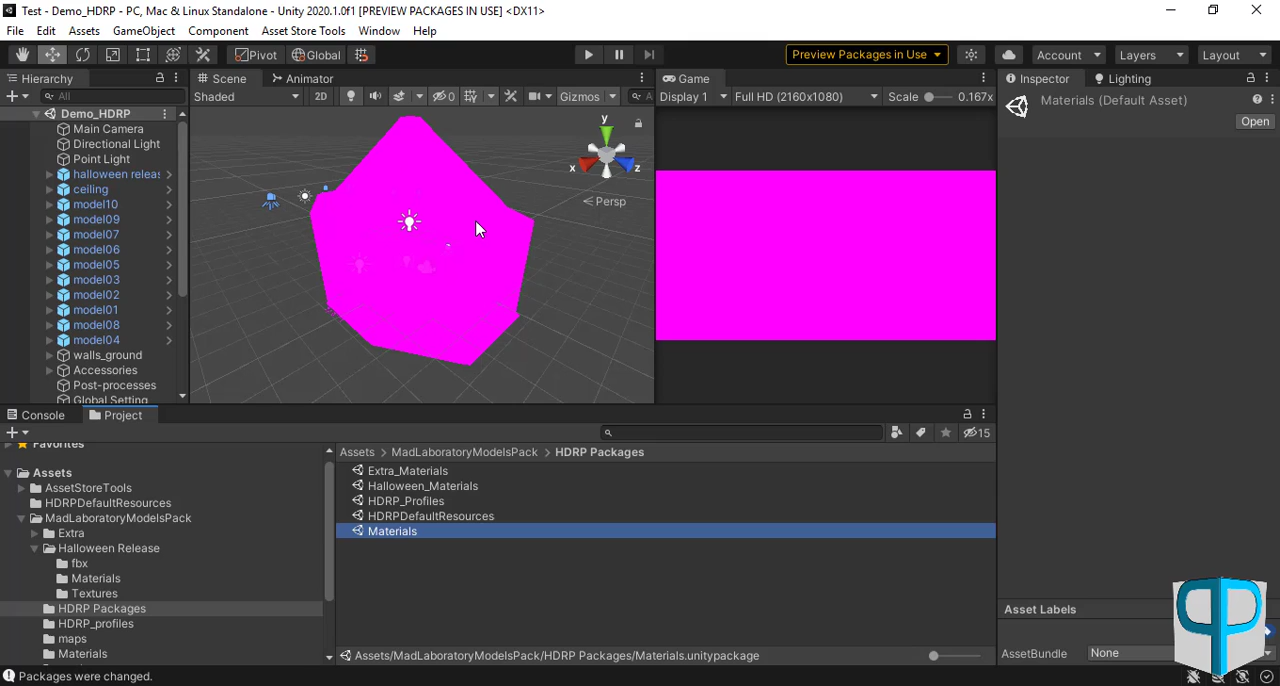 Test - Demo_HDRP - PC, Mac & Linux Standalone - Unity 2020.1.0f1 [PREVIEW PACKAGES IN USE] <DX11>
File Edit Assets GameObject Component Asset Store Tools Window Help
Pivot Global Preview Packages in Use Account Layers Layout
Hierarchy Scene Animator Game Inspector Lighting
All Shaded 2D 0 Gizmos Display 1 Full HD (2160x1080) Scale 0.167x Materials (Default Asset)
Open
Demo_HDRP
Main Camera
Directional Light
Point Light
halloween releas
ceiling
model10
model09
model07
model06
model05
model03
model02
model01
model08
model04
walls_ground
Accessories
Post-processes
Global Setting
y
x z
Persp
Console Project
15
Favorites
Assets
AssetStoreTools
HDRPDefaultResources
MadLaboratoryModelsPack
Extra
Halloween Release
fbx
Materials
Textures
HDRP Packages
HDRP_profiles
maps
Materials
Assets > MadLaboratoryModelsPack > HDRP Packages
Extra_Materials
Halloween_Materials
HDRP_Profiles
HDRPDefaultResources
Materials
Assets/MadLaboratoryModelsPack/HDRP Packages/Materials.unitypackage
Asset Labels
AssetBundle None
Packages were changed.